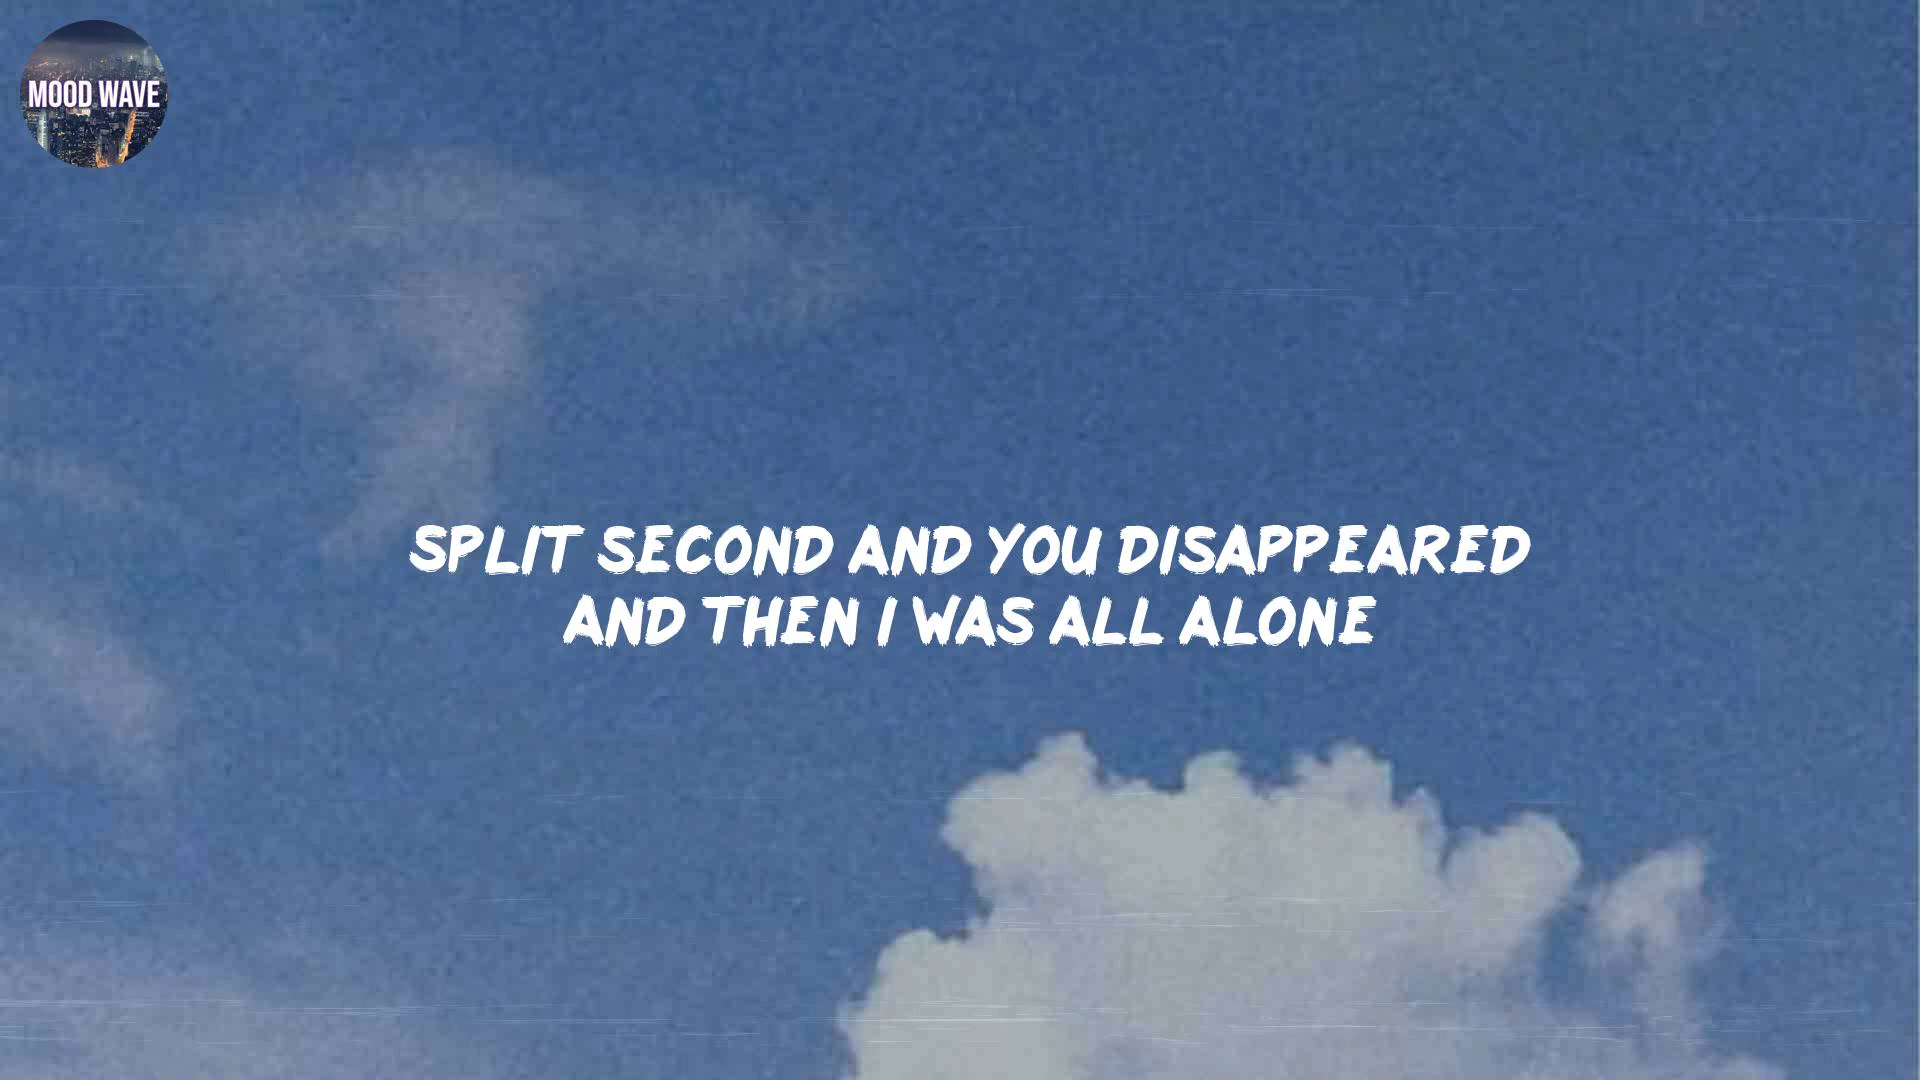 MOOD WAVE
SPLIT SECOND AND YOU DISAPPEARED
AND THEN I WAS ALL ALONE